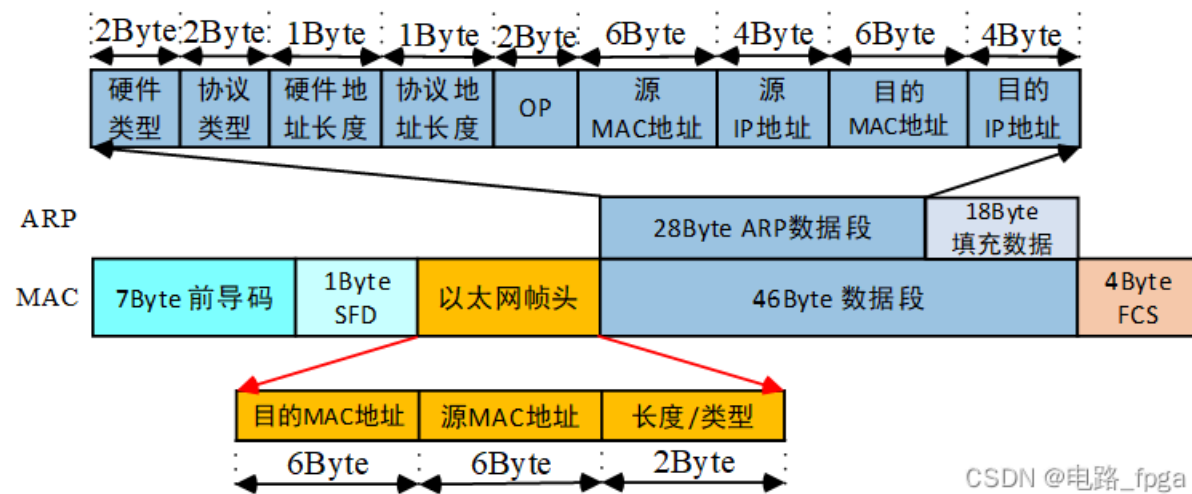 2Byte 2Byte 1Byte 1Byte 2Byte 6Byte 4Byte 6Byte 4Byte
硬件 协议 硬件地 协议地 OP 源 源 目的 目的
类型 类型 址长度 址长度 MAC地址 IP地址 MAC地址 IP地址
ARP 28Byte ARP数据段 18Byte
填充数据
MAC 7Byte 前导码 1Byte 以太网帧头 46Byte 数据段 4Byte
SFD FCS
目的MAC地址 源MAC地址 长度/类型
6Byte 6Byte 2Byte
CSDN @电路_fpga